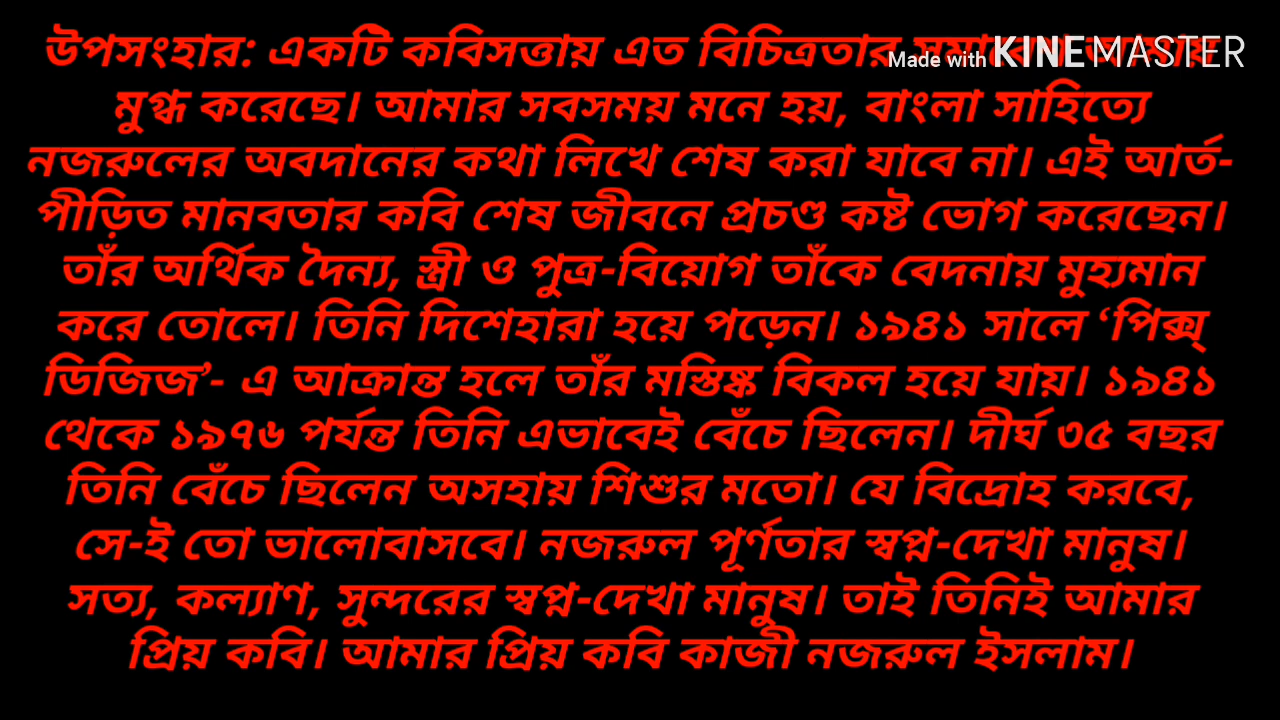 উপসংহার: একটি কবিসত্তায় এত বিচিত্রতার
Made with KINEMASTER
মুগ্ধ করেছে। আমার সবসময় মনে হয়, বাংলা সাহিত্যে
নজরুলের অবদানের কথা লিখে শেষ করা যাবে না। এই আর্ত-
পীড়িত মানবতার কবি শেষ জীবনে প্রচণ্ড কষ্ট ভোগ করেছেন।
তাঁর অর্থিক দৈন্য, স্ত্রী ও পুত্র-বিয়োগ তাঁকে বেদনায় মুহ্যমান
করে তোলে। তিনি দিশেহারা হয়ে পড়েন। ১৯৪১ সালে ‘পিক্স্
ডিজিজ’- এ আক্রান্ত হলে তাঁর মস্তিষ্ক বিকল হয়ে যায়। ১৯৪১
থেকে ১৯৭৬ পর্যন্ত তিনি এভাবেই বেঁচে ছিলেন। দীর্ঘ ৩৫ বছর
তিনি বেঁচে ছিলেন অসহায় শিশুর মতো। যে বিদ্রোহ করবে,
সে-ই তো ভালোবাসবে। নজরুল পূর্ণতার স্বপ্ন-দেখা মানুষ।
সত্য, কল্যাণ, সুন্দরের স্বপ্ন-দেখা মানুষ। তাই তিনিই আমার
প্রিয় কবি। আমার প্রিয় কবি কাজী নজরুল ইসলাম।